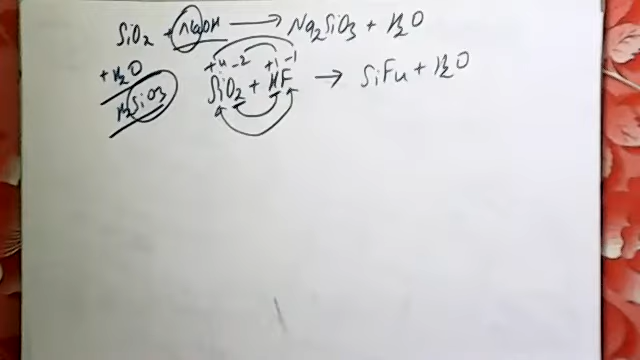 SiO2 + NaOH → Na2SiO3 + H2O
+ H2O
H2SiO3
+4 -2 +1 -1
SiO2 + HF → SiF4 + H2O